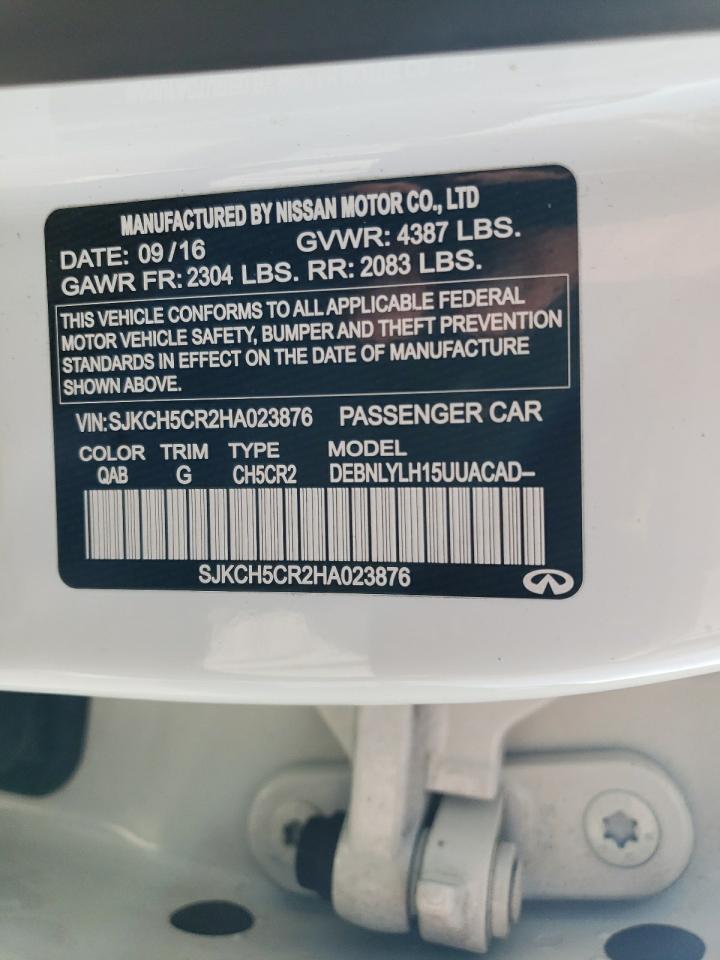 MANUFACTURED BY NISSAN MOTOR CO., LTD
DATE: 09/16 GVWR: 4387 LBS.
GAWR FR: 2304 LBS. RR: 2083 LBS.
THIS VEHICLE CONFORMS TO ALL APPLICABLE FEDERAL
MOTOR VEHICLE SAFETY, BUMPER AND THEFT PREVENTION
STANDARDS IN EFFECT ON THE DATE OF MANUFACTURE
SHOWN ABOVE.
VIN:SJKCH5CR2HA023876 PASSENGER CAR
COLOR TRIM TYPE MODEL
QAB G CH5CR2 DEBNLYLH15UUACAD–
SJKCH5CR2HA023876